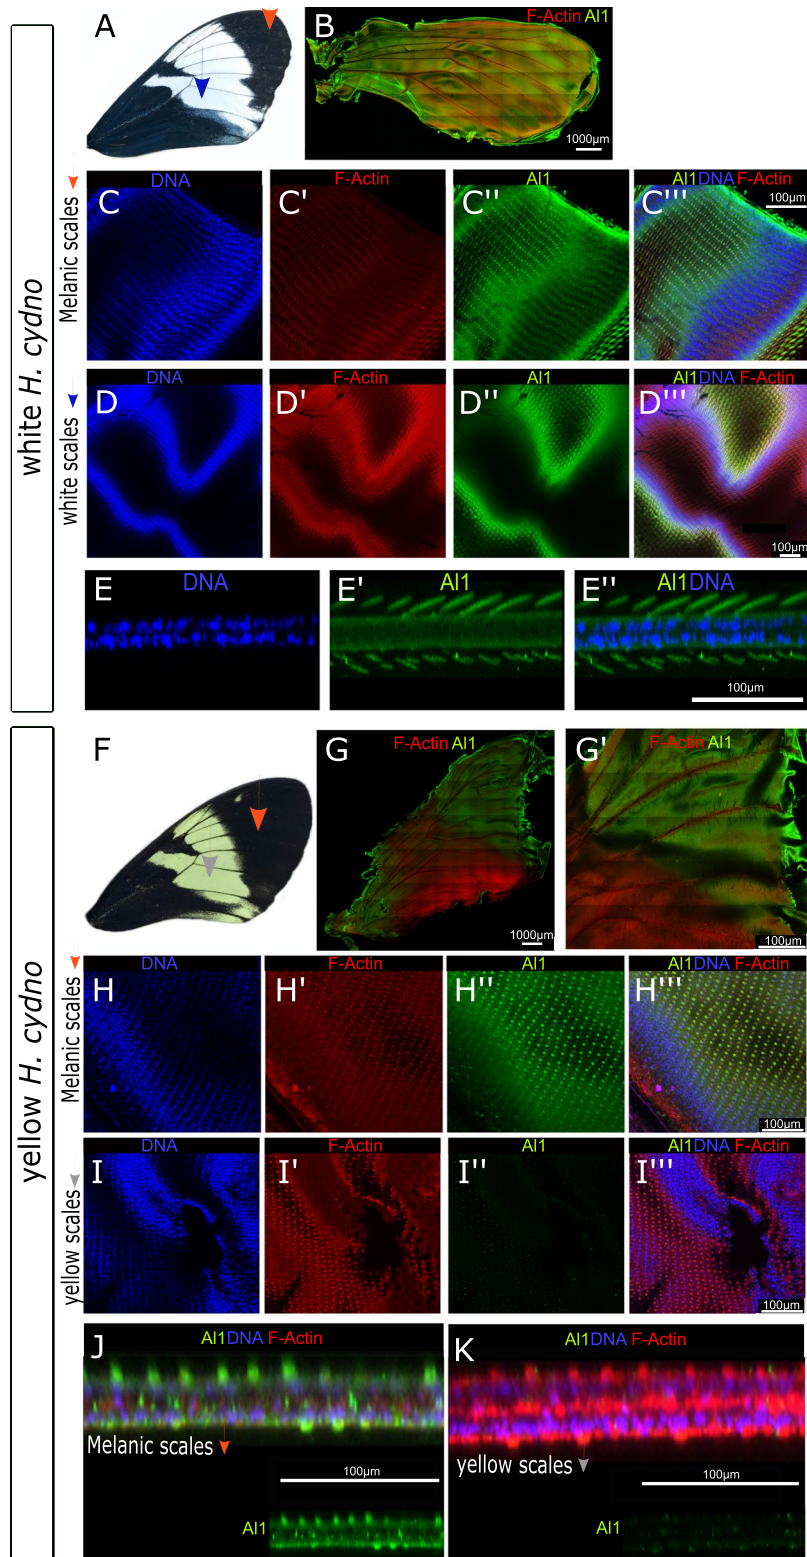 white H. cydno
A
B
F-Actin Al1
1000µm
Melanic scales
C
DNA
C'
F-Actin
C''
Al1
C'''
Al1 DNA F-Actin
100µm
white scales
D
DNA
D'
F-Actin
D''
Al1
D'''
Al1 DNA F-Actin
100µm
E
DNA
E'
Al1
E''
Al1 DNA
100µm
yellow H. cydno
F
G
F-Actin Al1
1000µm
G'
F-Actin Al1
100µm
Melanic scales
H
DNA
H'
F-Actin
H''
Al1
H'''
Al1 DNA F-Actin
100µm
yellow scales
I
DNA
I'
F-Actin
I''
Al1
I'''
Al1 DNA F-Actin
100µm
J
Al1 DNA F-Actin
Melanic scales
100µm
Al1
K
Al1 DNA F-Actin
yellow scales
100µm
Al1